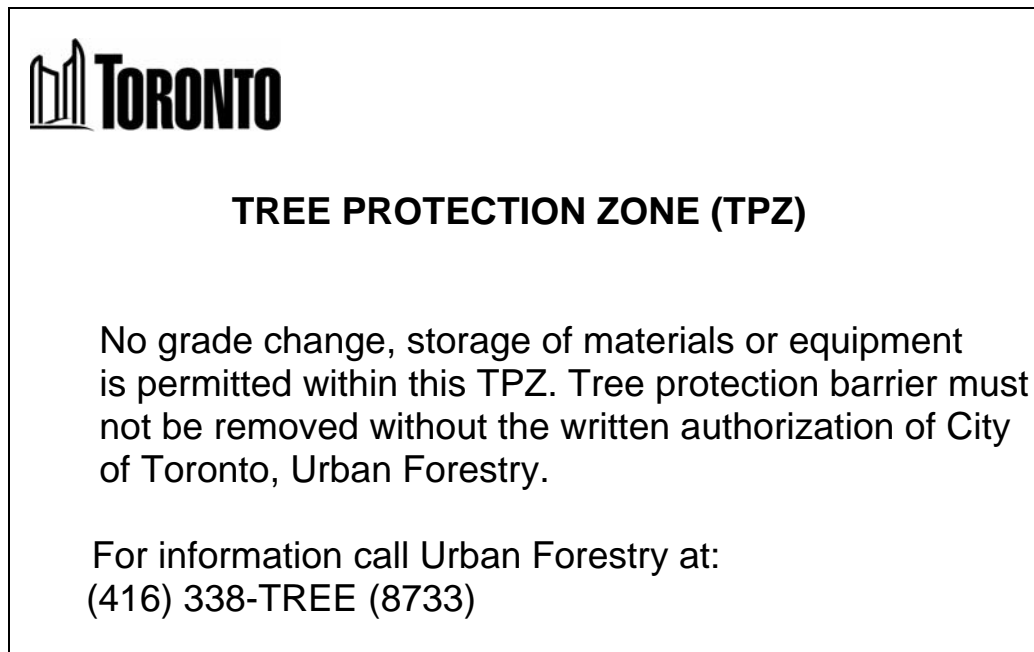 TORONTO
TREE PROTECTION ZONE (TPZ)
No grade change, storage of materials or equipment
is permitted within this TPZ. Tree protection barrier must
not be removed without the written authorization of City
of Toronto, Urban Forestry.
For information call Urban Forestry at:
(416) 338-TREE (8733)